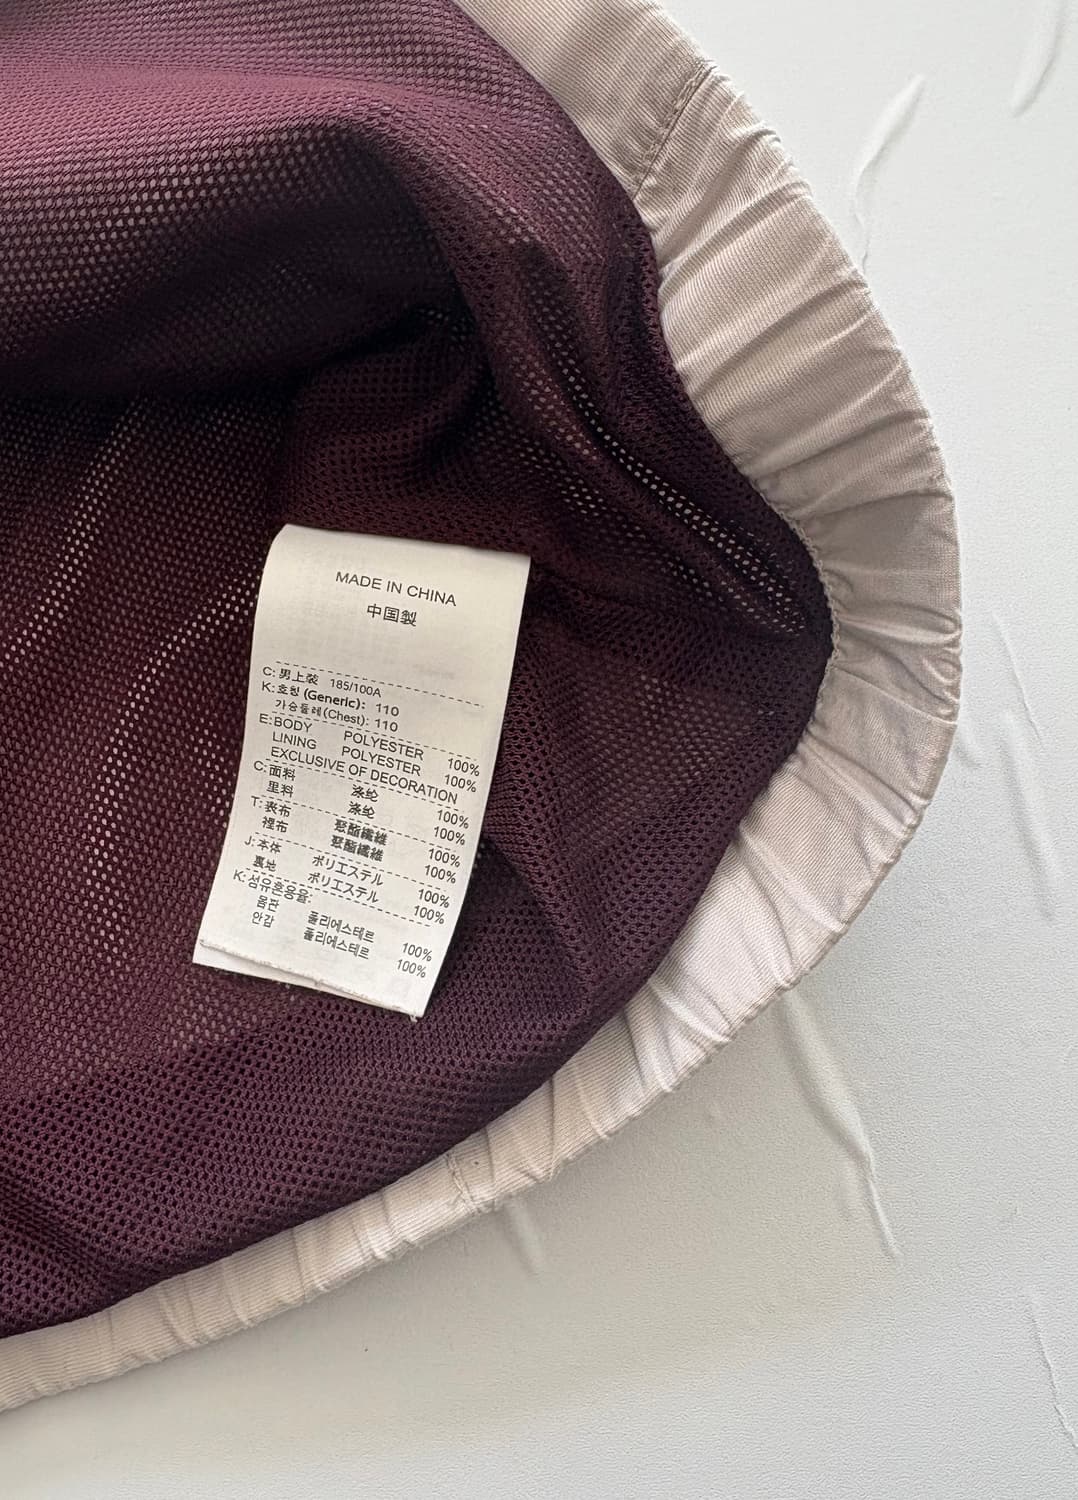 MADE IN CHINA
中国製
C: 男上裝 185/100A
K: 호칭 (Generic): 110
가슴둘레(Chest): 110
E: BODY POLYESTER 100%
LINING POLYESTER 100%
EXCLUSIVE OF DECORATION
C: 面料 涤纶 100%
里料 涤纶 100%
T: 表布 聚酯纖維 100%
裡布 聚酯纖維 100%
J: 本体 ポリエステル 100%
裏地 ポリエステル 100%
K: 섬유혼용율:
몸판 폴리에스테르 100%
안감 폴리에스테르 100%